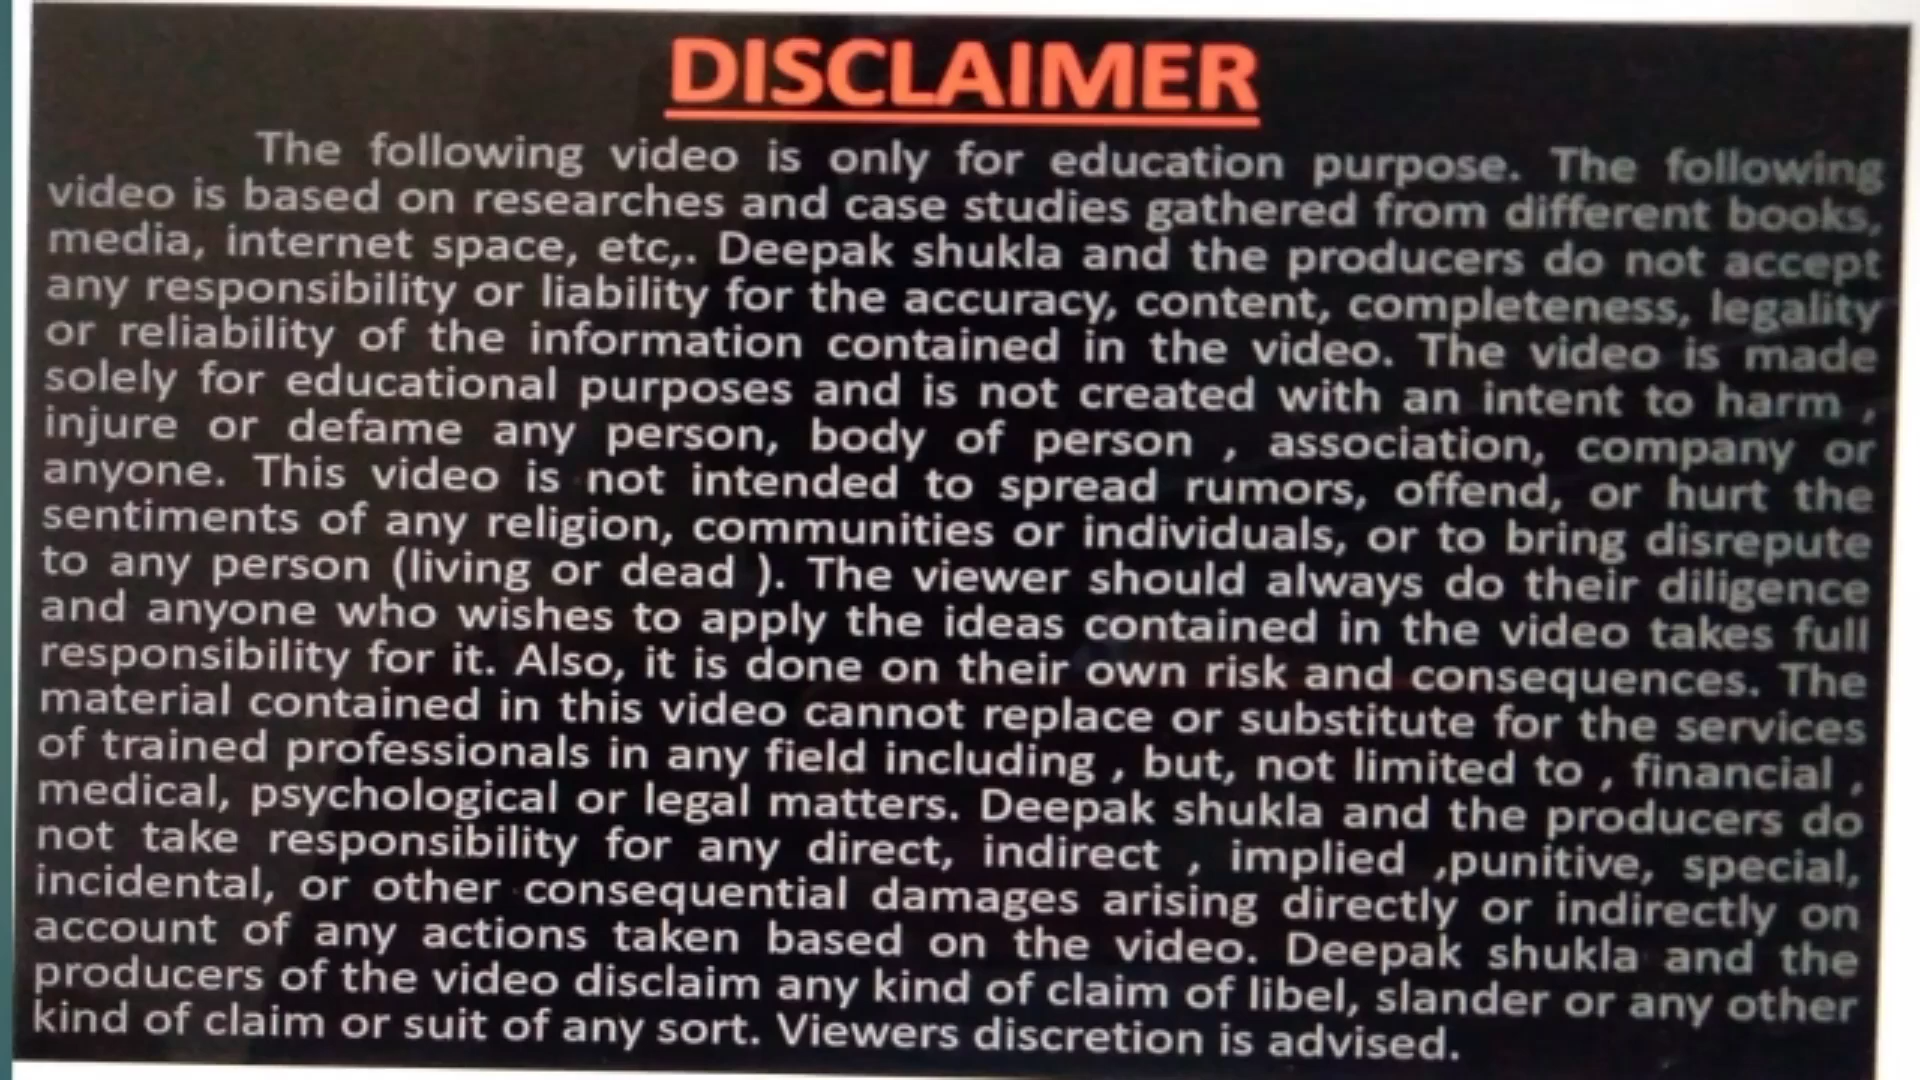 DISCLAIMER
The following video is only for education purpose. The following
video is based on researches and case studies gathered from different books,
media, internet space, etc,. Deepak shukla and the producers do not accept
any responsibility or liability for the accuracy, content, completeness, legality
or reliability of the information contained in the video. The video is made
solely for educational purposes and is not created with an intent to harm ,
injure or defame any person, body of person , association, company or
anyone. This video is not intended to spread rumors, offend, or hurt the
sentiments of any religion, communities or individuals, or to bring disrepute
to any person (living or dead ). The viewer should always do their diligence
and anyone who wishes to apply the ideas contained in the video takes full
responsibility for it. Also, it is done on their own risk and consequences. The
material contained in this video cannot replace or substitute for the services
of trained professionals in any field including , but, not limited to , financial ,
medical, psychological or legal matters. Deepak shukla and the producers do
not take responsibility for any direct, indirect , implied ,punitive, special,
incidental, or other consequential damages arising directly or indirectly on
account of any actions taken based on the video. Deepak shukla and the
producers of the video disclaim any kind of claim of libel, slander or any other
kind of claim or suit of any sort. Viewers discretion is advised.